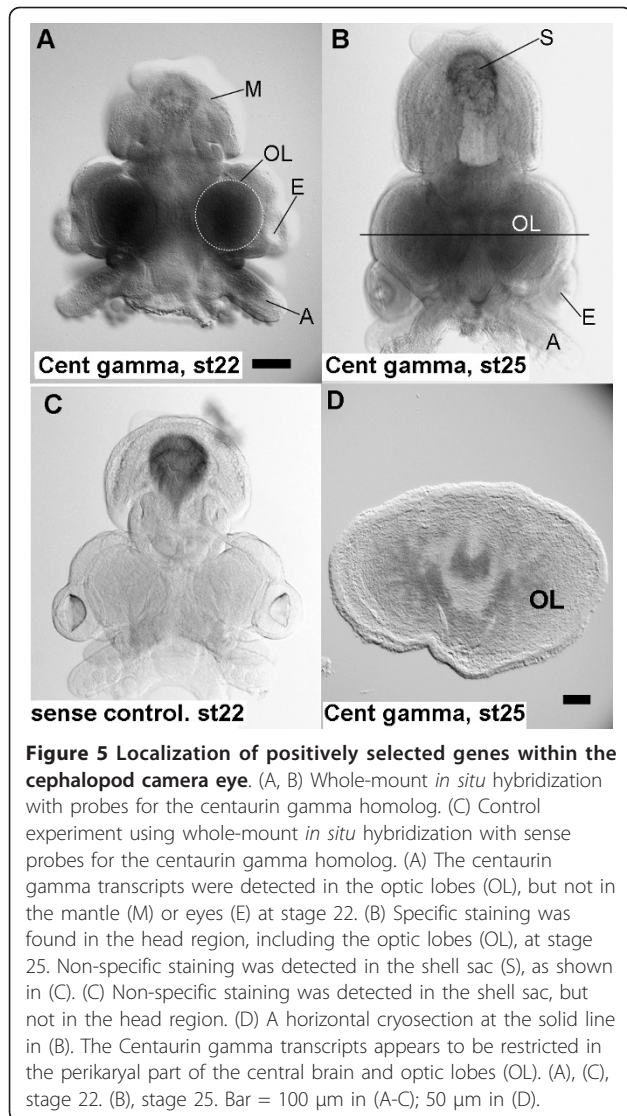 A
B
S
M
OL
E
OL
E
A
A
Cent gamma, st22
Cent gamma, st25
C
D
OL
sense control. st22
Cent gamma, st25
Figure 5 Localization of positively selected genes within the
cephalopod camera eye. (A, B) Whole-mount in situ hybridization
with probes for the centaurin gamma homolog. (C) Control
experiment using whole-mount in situ hybridization with sense
probes for the centaurin gamma homolog. (A) The centaurin
gamma transcripts were detected in the optic lobes (OL), but not in
the mantle (M) or eyes (E) at stage 22. (B) Specific staining was
found in the head region, including the optic lobes (OL), at stage
25. Non-specific staining was detected in the shell sac (S), as shown
in (C). (C) Non-specific staining was detected in the shell sac, but
not in the head region. (D) A horizontal cryosection at the solid line
in (B). The Centaurin gamma transcripts appears to be restricted in
the perikaryal part of the central brain and optic lobes (OL). (A), (C),
stage 22. (B), stage 25. Bar = 100 μm in (A-C); 50 μm in (D).